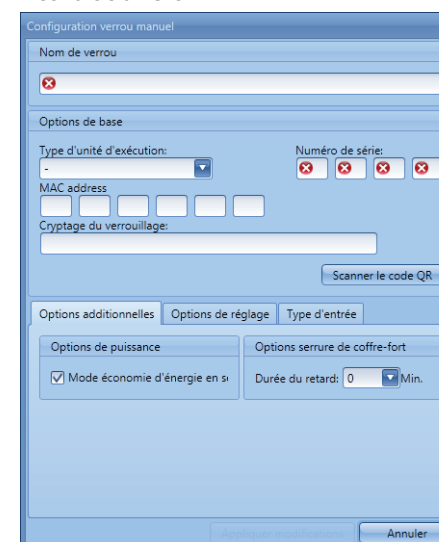 Configuration verrou manuel
Nom de verrou
Options de base
Type d'unité d'exécution:
Numéro de série:
-
MAC address
Cryptage du verrouillage:
Scanner le code QR
Options additionnelles
Options de réglage
Type d'entrée
Options de puissance
Options serrure de coffre-fort
Mode économie d'énergie en
Durée du retard: 0 Min.
Appliquer modifications
Annuler